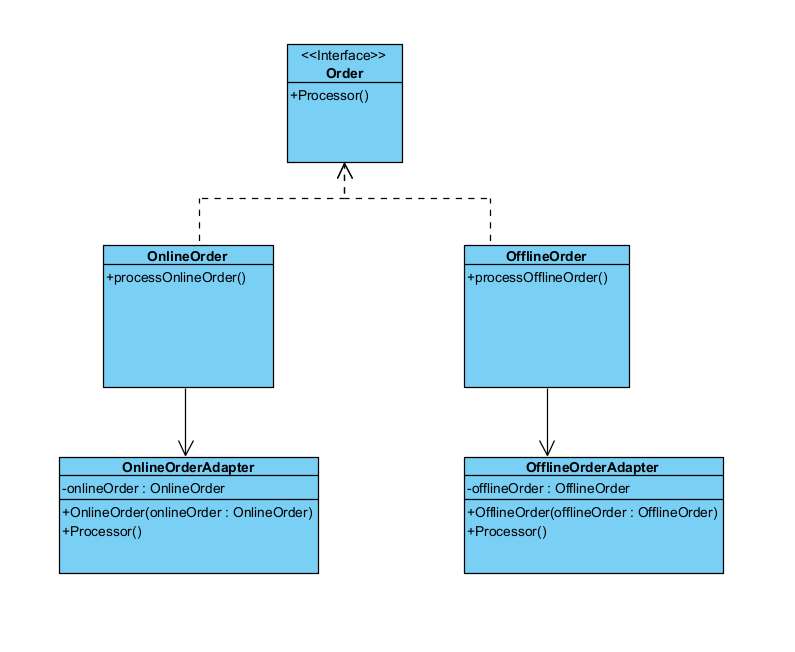 <<Interface>>
Order
+Processor()
OnlineOrder
+processOnlineOrder()
OfflineOrder
+processOfflineOrder()
OnlineOrderAdapter
-onlineOrder : OnlineOrder
+OnlineOrder(onlineOrder : OnlineOrder)
+Processor()
OfflineOrderAdapter
-offlineOrder : OfflineOrder
+OfflineOrder(offlineOrder : OfflineOrder)
+Processor()